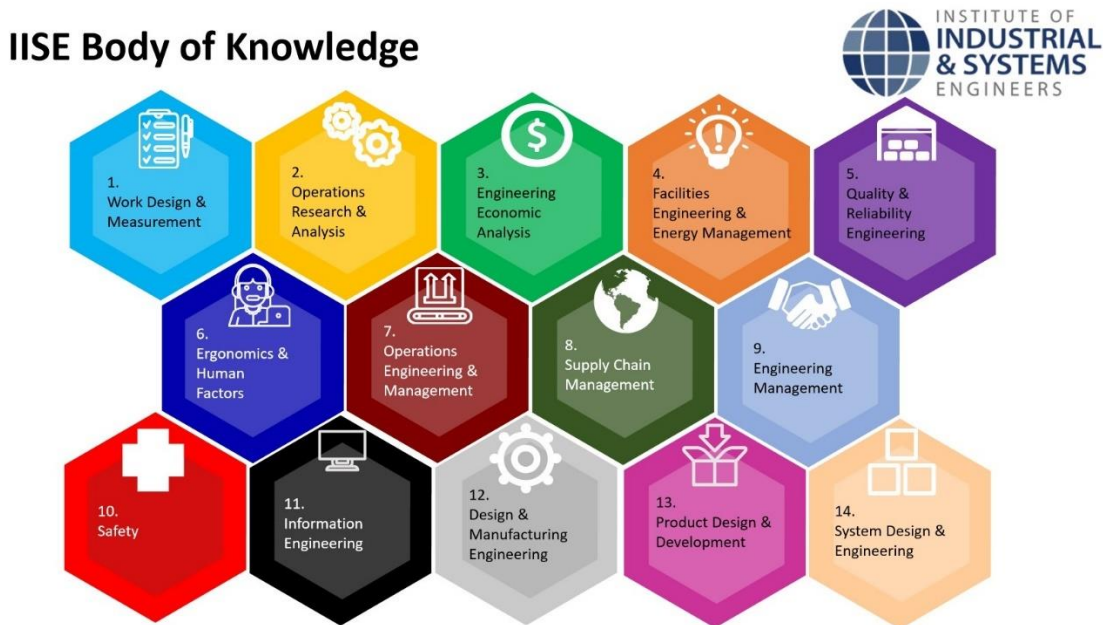 IISE Body of Knowledge
INSTITUTE OF
INDUSTRIAL
& SYSTEMS
ENGINEERS
1.
Work Design &
Measurement
2.
Operations
Research &
Analysis
$
3.
Engineering
Economic
Analysis
4.
Facilities
Engineering &
Energy Management
5.
Quality &
Reliability
Engineering
6.
Ergonomics &
Human
Factors
7.
Operations
Engineering &
Management
8.
Supply Chain
Management
9.
Engineering
Management
10.
Safety
11.
Information
Engineering
12.
Design &
Manufacturing
Engineering
13.
Product Design &
Development
14.
System Design &
Engineering